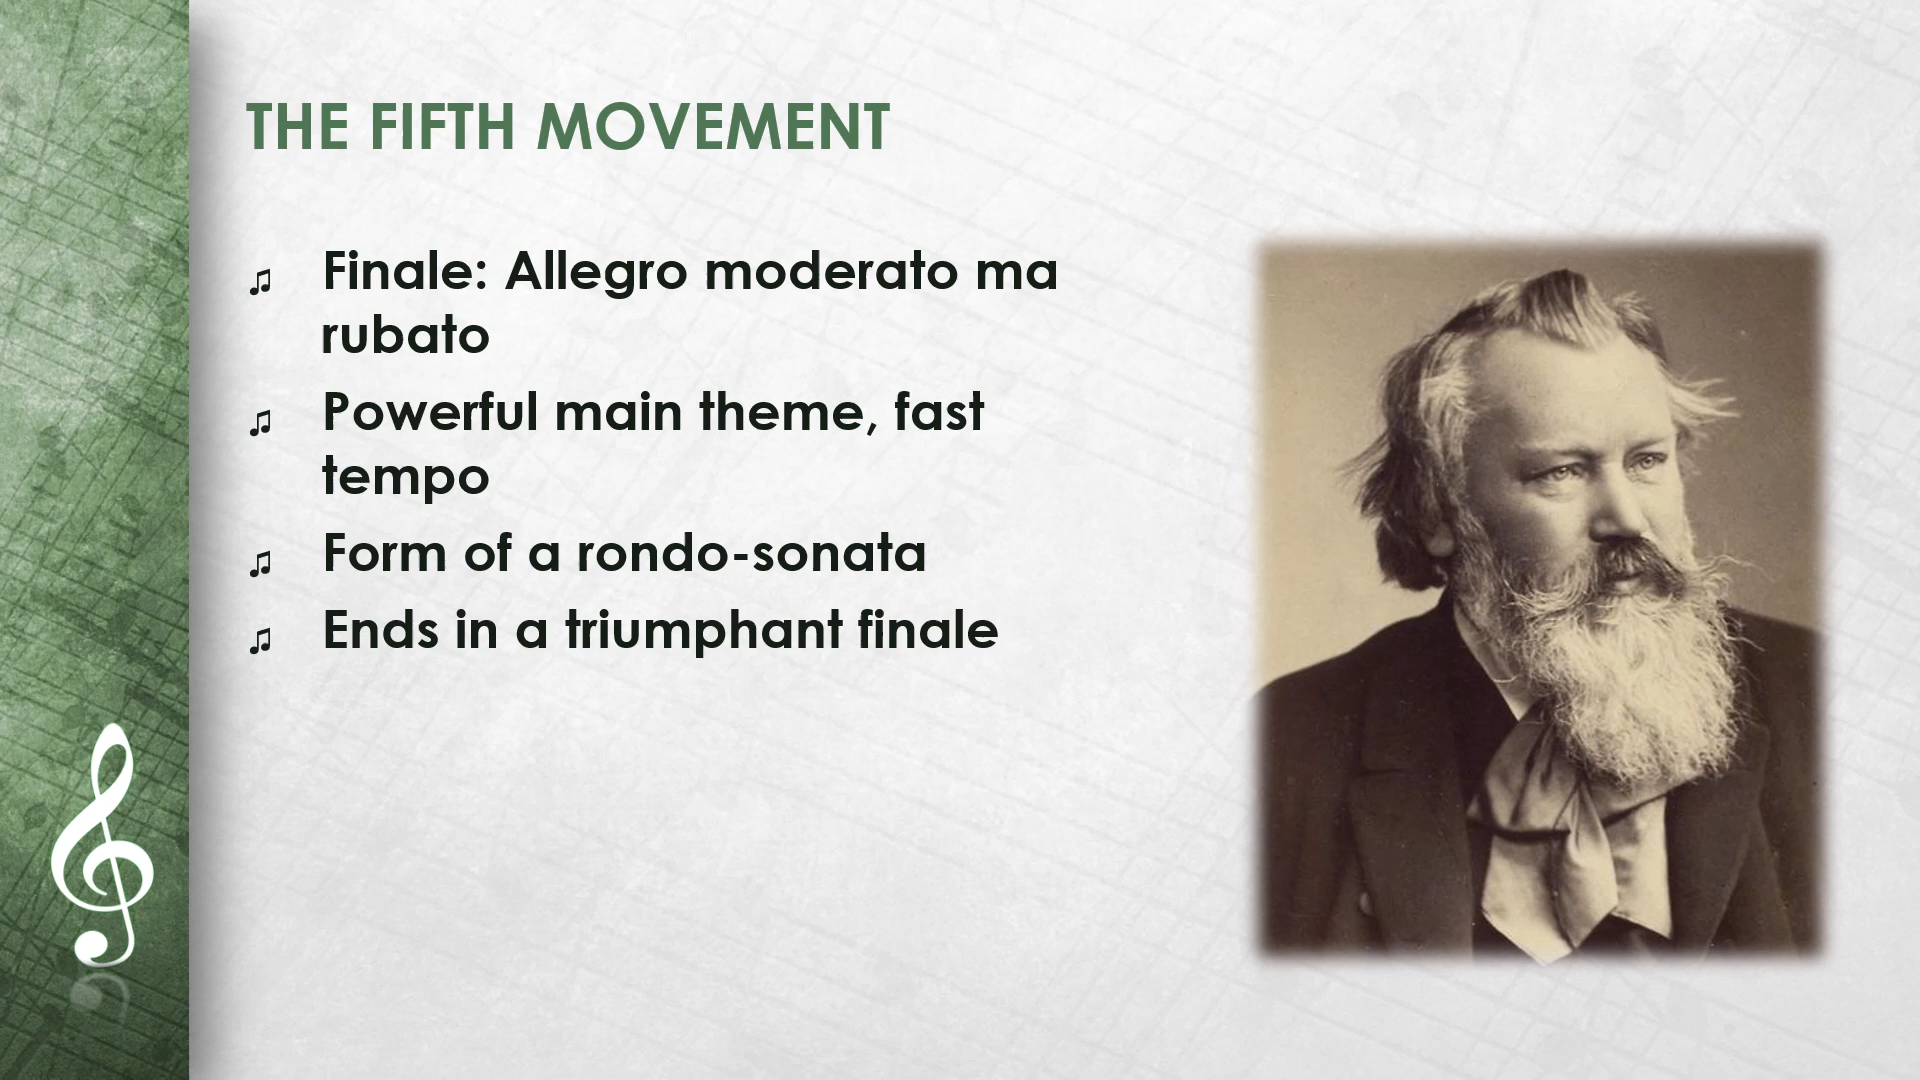 THE FIFTH MOVEMENT
♫ Finale: Allegro moderato ma
rubato
♫ Powerful main theme, fast
tempo
♫ Form of a rondo-sonata
♫ Ends in a triumphant finale